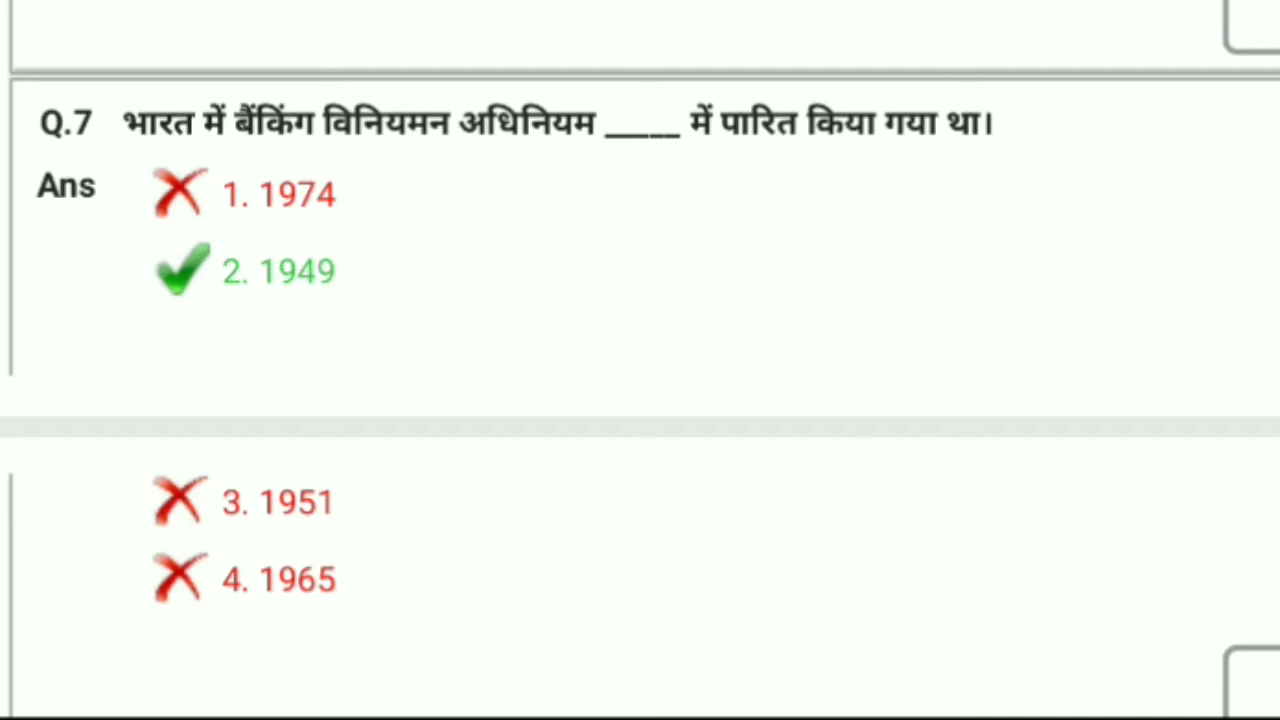 Q.7 भारत में बैंकिंग विनियमन अधिनियम _____ में पारित किया गया था।
Ans 1. 1974
2. 1949
3. 1951
4. 1965